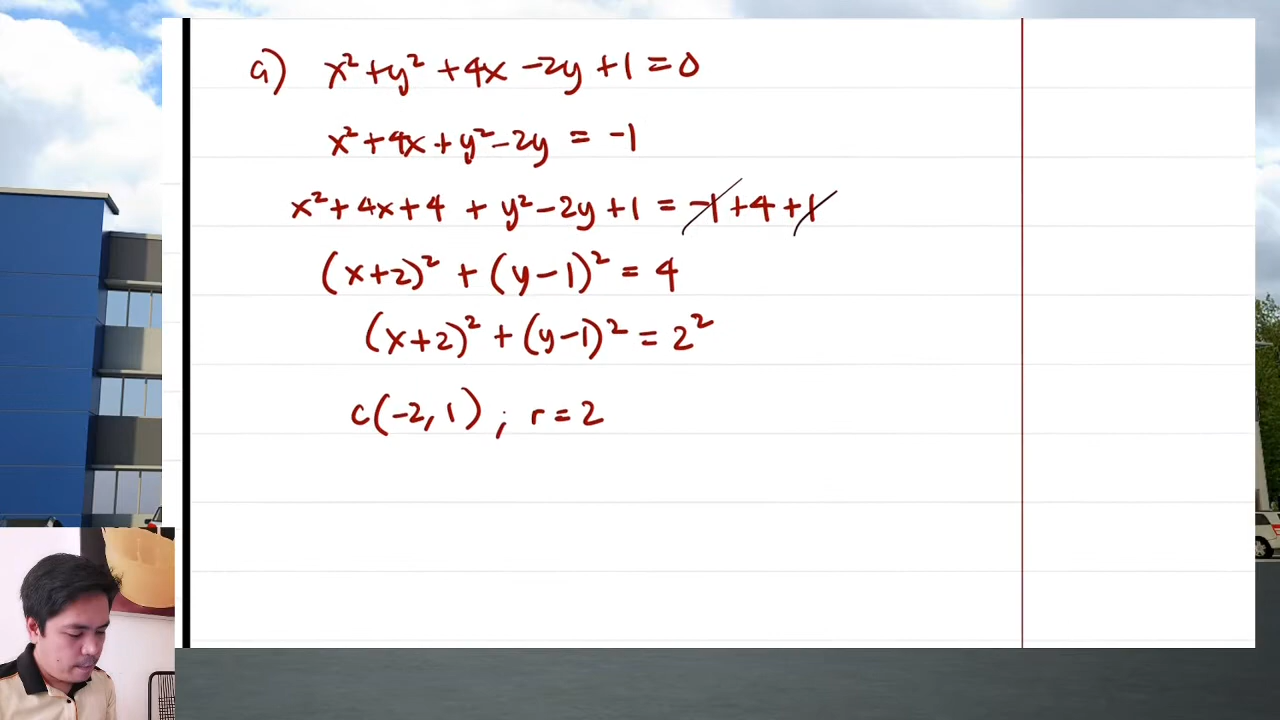 a) x² + y² + 4x - 2y + 1 = 0
x² + 4x + y² - 2y = -1
x² + 4x + 4 + y² - 2y + 1 = -1 + 4 + 1
(x+2)² + (y-1)² = 4
(x+2)² + (y-1)² = 2²
C(-2, 1) ; r = 2